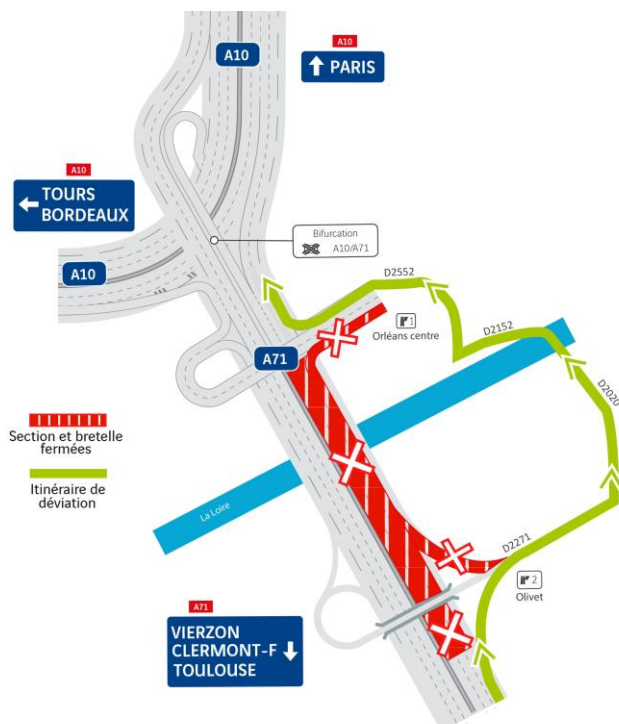 A10
A10
PARIS
A10
TOURS
BORDEAUX
Bifurcation
A10/A71
A10
D2552
1
Orléans centre
D2152
A71
D2020
Section et bretelle
fermées
Itinéraire de
déviation
La Loire
D2271
2
Olivet
A71
VIERZON
CLERMONT-F
TOULOUSE